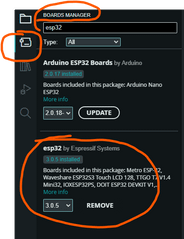 BOARDS MANAGER
esp32
Type: All
Arduino ESP32 Boards by Arduino
2.0.17 installed
Boards included in this package: Arduino Nano
ESP32
More info
2.0.18-
UPDATE
esp32 by Espressif Systems
3.0.5 installed
Boards included in this package: Metro ESP-
Waveshare ESP32S3 Touch LCD 128, TTGO T7 V1.4
Mini32, IOXESP32PS, DOIT ESP32 DEVKIT V1,
More info
3.0.5
REMOVE